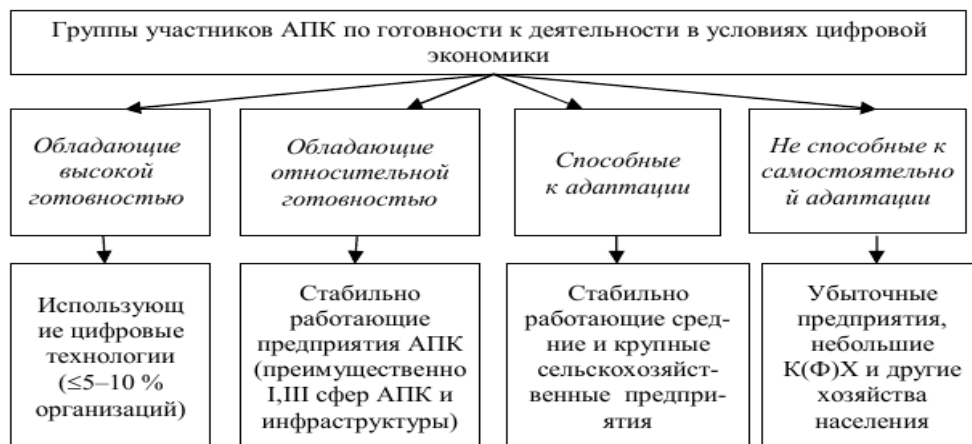 Группы участников АПК по готовности к деятельности в условиях цифровой
экономики
Обладающие
высокой
готовностью
Обладающие
относительной
готовностью
Способные
к адаптации
Не способные к
самостоятельно
й адаптации
Использующ
ие цифровые
технологии
(≤5–10 %
организаций)
Стабильно
работающие
предприятия АПК
(преимущественно
I,III сфер АПК и
инфраструктуры)
Стабильно
работающие сред-
ние и крупные
сельскохозяйст-
венные предпри-
ятия
Убыточные
предприятия,
небольшие
К(Ф)Х и другие
хозяйства
населения